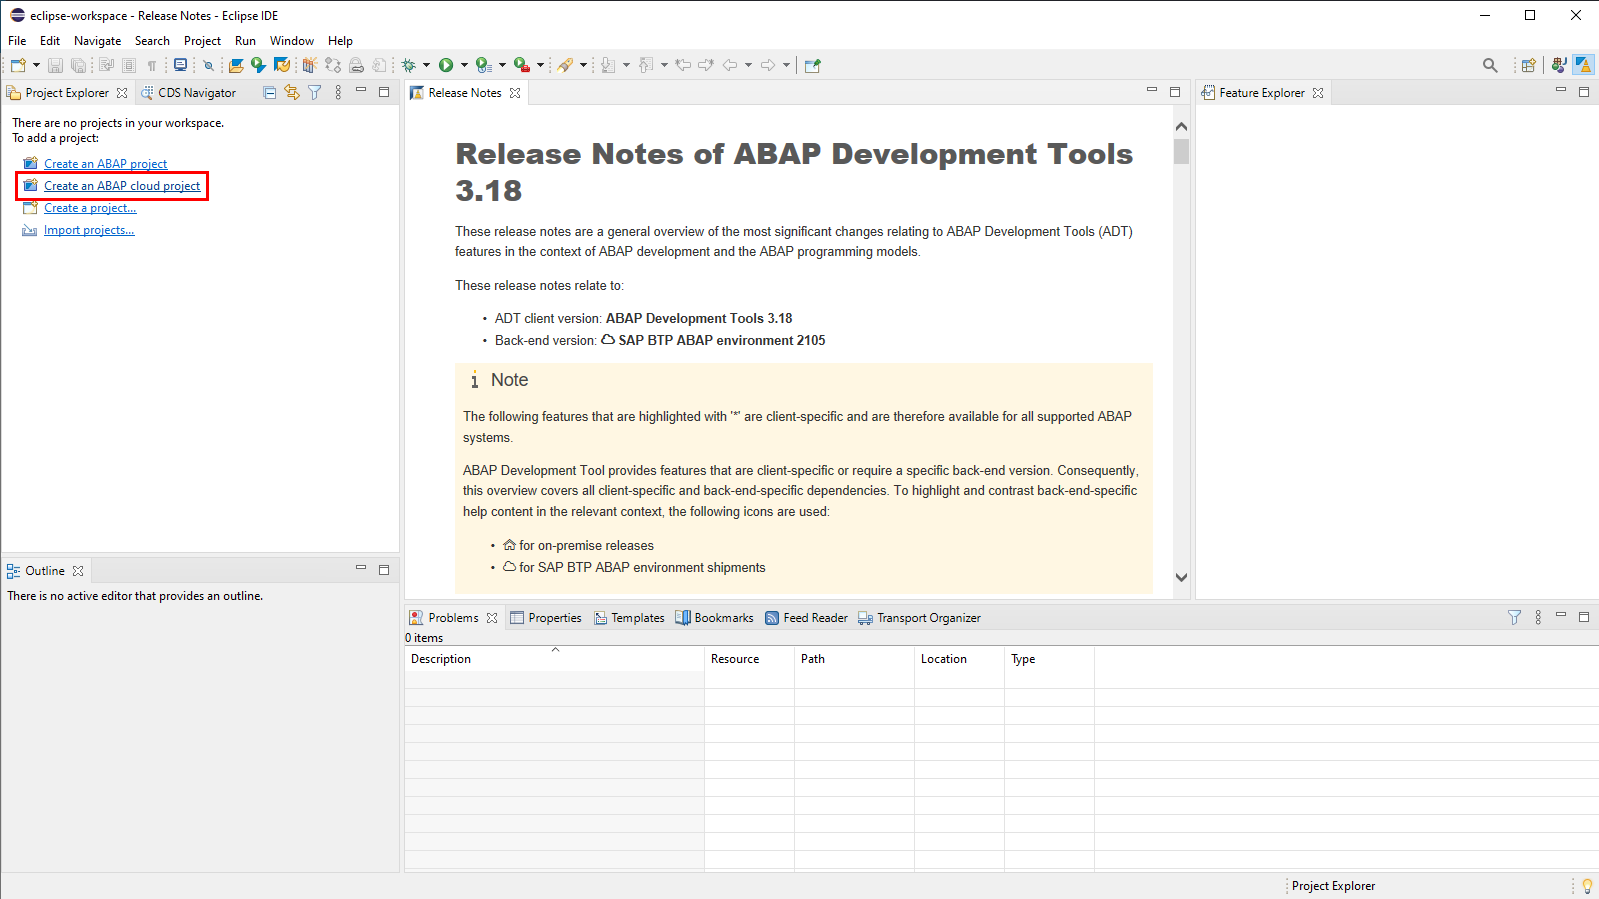 eclipse-workspace - Release Notes - Eclipse IDE
File Edit Navigate Search Project Run Window Help
Project Explorer
CDS Navigator
There are no projects in your workspace.
To add a project:
Create an ABAP project
Create an ABAP cloud project
Create a project...
Import projects...
Outline
There is no active editor that provides an outline.
Release Notes
Release Notes of ABAP Development Tools
3.18
These release notes are a general overview of the most significant changes relating to ABAP Development Tools (ADT)
features in the context of ABAP development and the ABAP programming models.
These release notes relate to:
• ADT client version: ABAP Development Tools 3.18
• Back-end version: SAP BTP ABAP environment 2105
Note
The following features that are highlighted with '*' are client-specific and are therefore available for all supported ABAP
systems.
ABAP Development Tool provides features that are client-specific or require a specific back-end version. Consequently,
this overview covers all client-specific and back-end-specific dependencies. To highlight and contrast back-end-specific
help content in the relevant context, the following icons are used:
• for on-premise releases
• for SAP BTP ABAP environment shipments
Feature Explorer
Problems Properties Templates Bookmarks Feed Reader Transport Organizer
0 items
Description Resource Path Location Type
Project Explorer